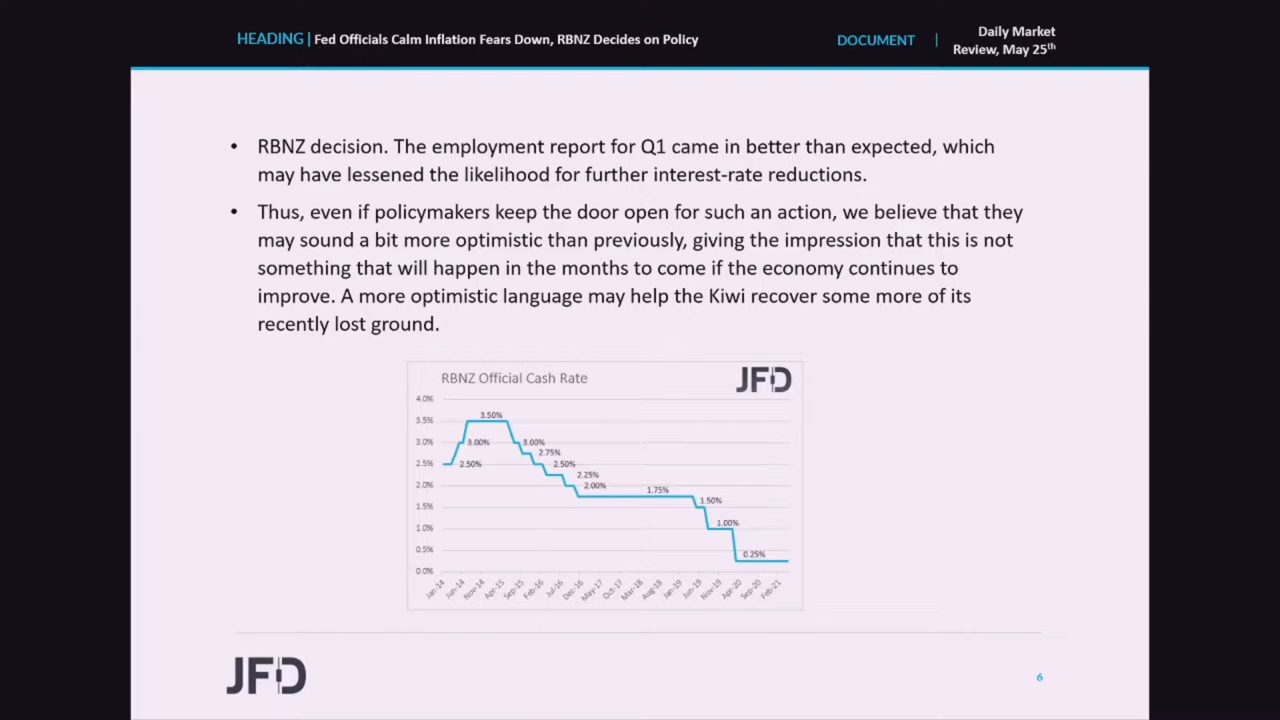 HEADING | Fed Officials Calm Inflation Fears Down, RBNZ Decides on Policy
DOCUMENT | Daily Market
Review, May 25th
• RBNZ decision. The employment report for Q1 came in better than expected, which
may have lessened the likelihood for further interest-rate reductions.
• Thus, even if policymakers keep the door open for such an action, we believe that they
may sound a bit more optimistic than previously, giving the impression that this is not
something that will happen in the months to come if the economy continues to
improve. A more optimistic language may help the Kiwi recover some more of its
recently lost ground.
RBNZ Official Cash Rate
JFD
4.0%
3.5%
3.0%
2.5%
2.0%
1.5%
1.0%
0.5%
0.0%
2.50%
3.00%
3.50%
3.00%
2.75%
2.50%
2.25%
2.00%
1.75%
1.50%
1.00%
0.25%
Jan-14
Jun-14
Nov-14
Apr-15
Sep-15
Feb-16
Jul-16
Dec-16
May-17
Oct-17
Mar-18
Aug-18
Jan-19
Jun-19
Nov-19
Apr-20
Sep-20
Feb-21
JFD
6